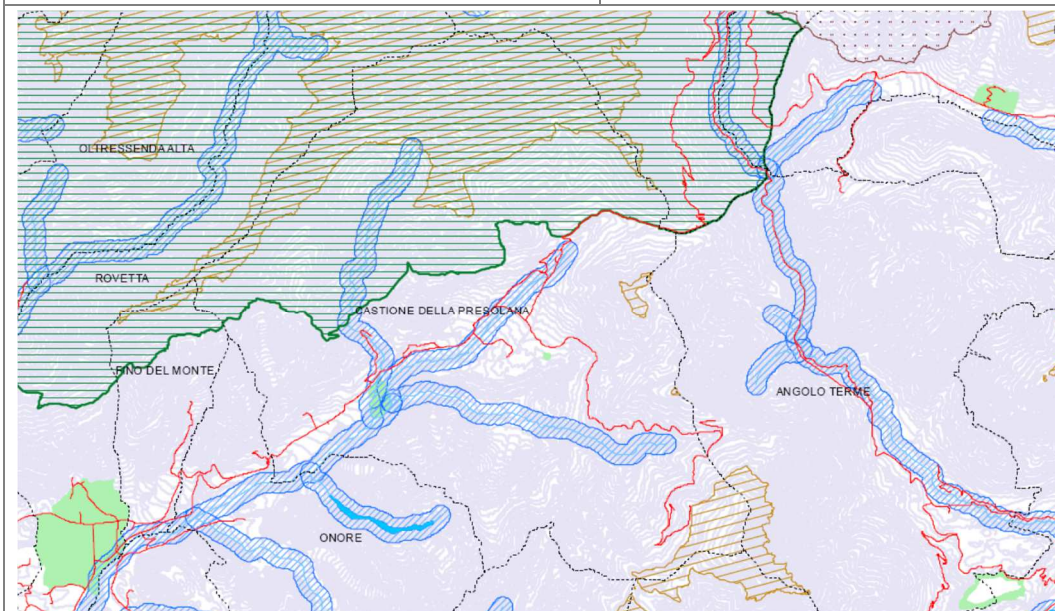 OLTRESSENDA ALTA
ROVETTA
CASTIONE DELLA PRESOLANA
FINO DEL MONTE
ANGOLO TERME
ONORE